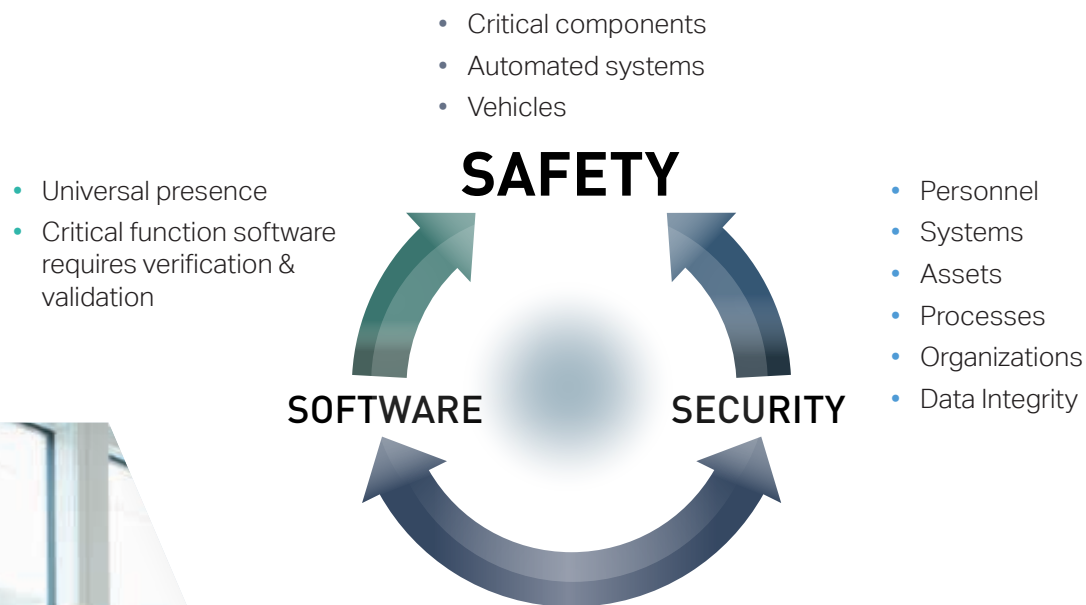 • Critical components
• Automated systems
• Vehicles
SAFETY
• Universal presence
• Critical function software
requires verification &
validation
• Personnel
• Systems
• Assets
• Processes
• Organizations
• Data Integrity
SOFTWARE
SECURITY